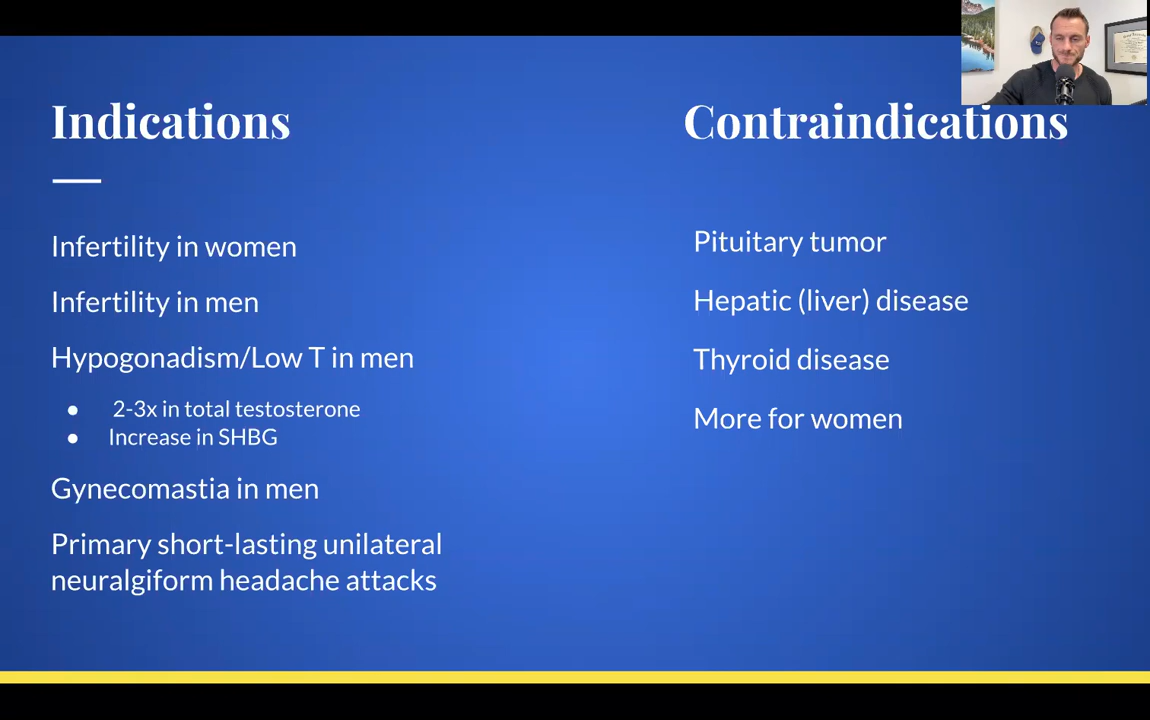 Indications
Contraindications
Infertility in women
Infertility in men
Hypogonadism/Low T in men
● 2-3x in total testosterone
● Increase in SHBG
Gynecomastia in men
Primary short-lasting unilateral
neuralgiform headache attacks
Pituitary tumor
Hepatic (liver) disease
Thyroid disease
More for women